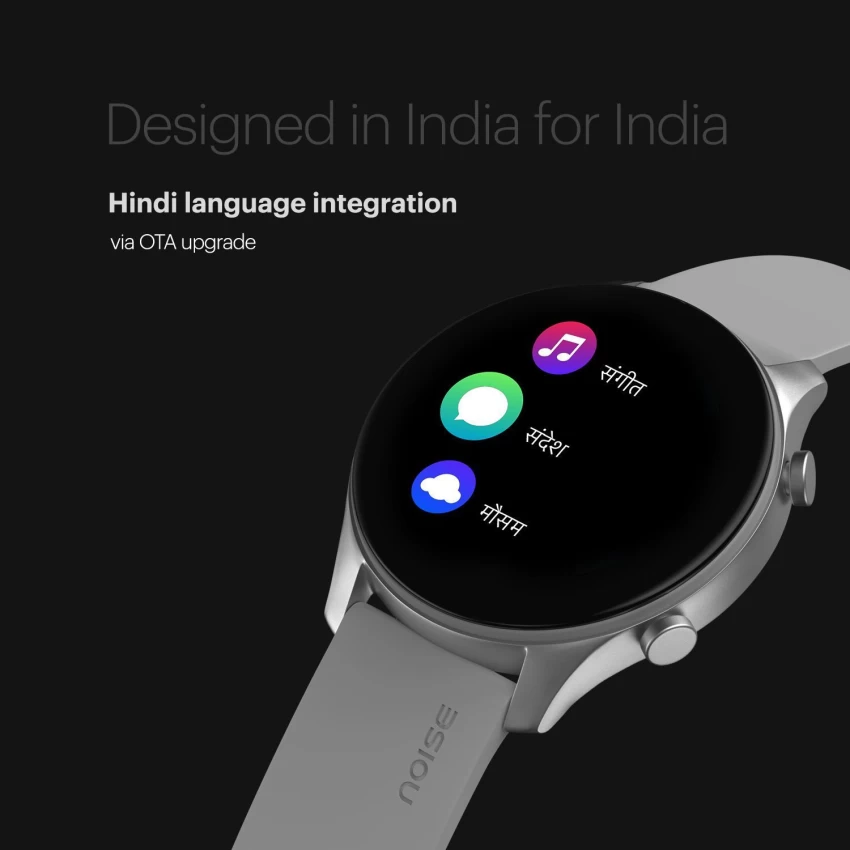 Designed in India for India
Hindi language integration
via OTA upgrade
संगीत
संदेश
मौसम
NOISE